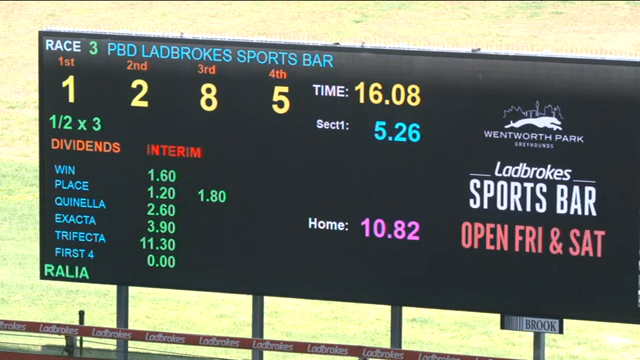 RACE 3 PBD LADBROKES SPORTS BAR
1st 2nd 3rd 4th
1 2 8 5
TIME: 16.08
1/2 x 3
Sect1: 5.26
DIVIDENDS INTERIM
WIN 1.60
PLACE 1.20 1.80
QUINELLA 2.60
EXACTA 3.90
TRIFECTA 11.30
FIRST 4 0.00
RALIA
Home: 10.82
WENTWORTH PARK
GREYHOUNDS
Ladbrokes
SPORTS BAR
OPEN FRI & SAT
BROOK
Ladbrokes Ladbrokes Ladbrokes Ladbrokes Ladbrokes Ladbrokes